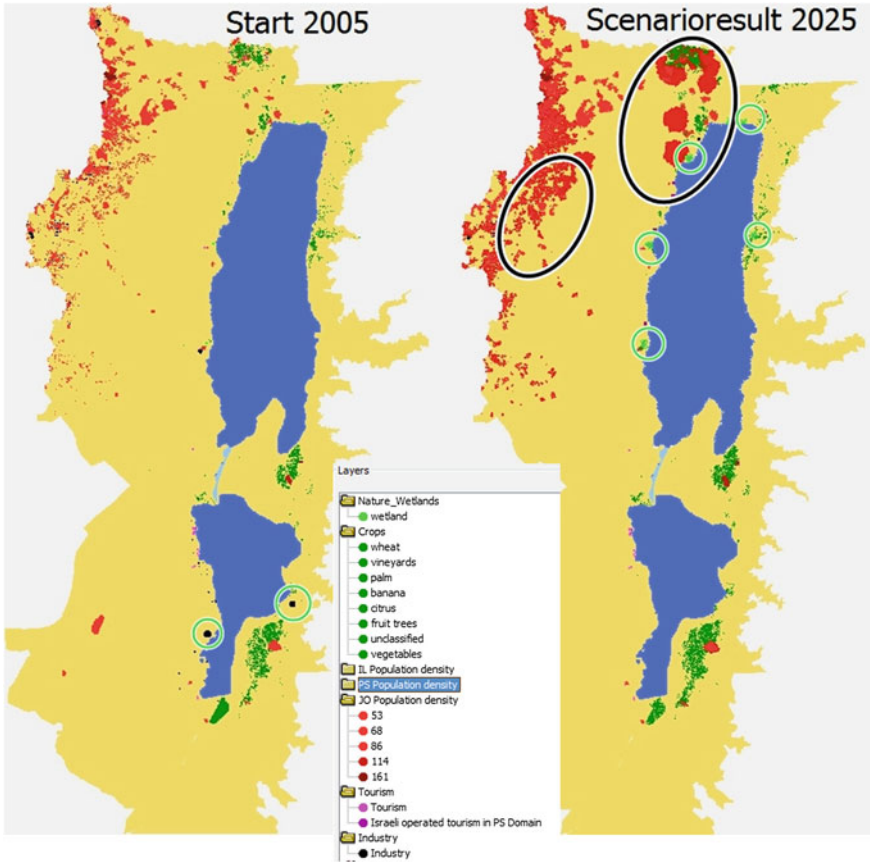 Start 2005
Scenarioresult 2025
Layers
Nature_Wetlands
wetland
Crops
wheat
vineyards
palm
banana
citrus
fruit trees
unclassified
vegetables
IL Population density
PS Population density
JO Population density
53
68
86
114
161
Tourism
Tourism
Israeli operated tourism in PS Domain
Industry
Industry